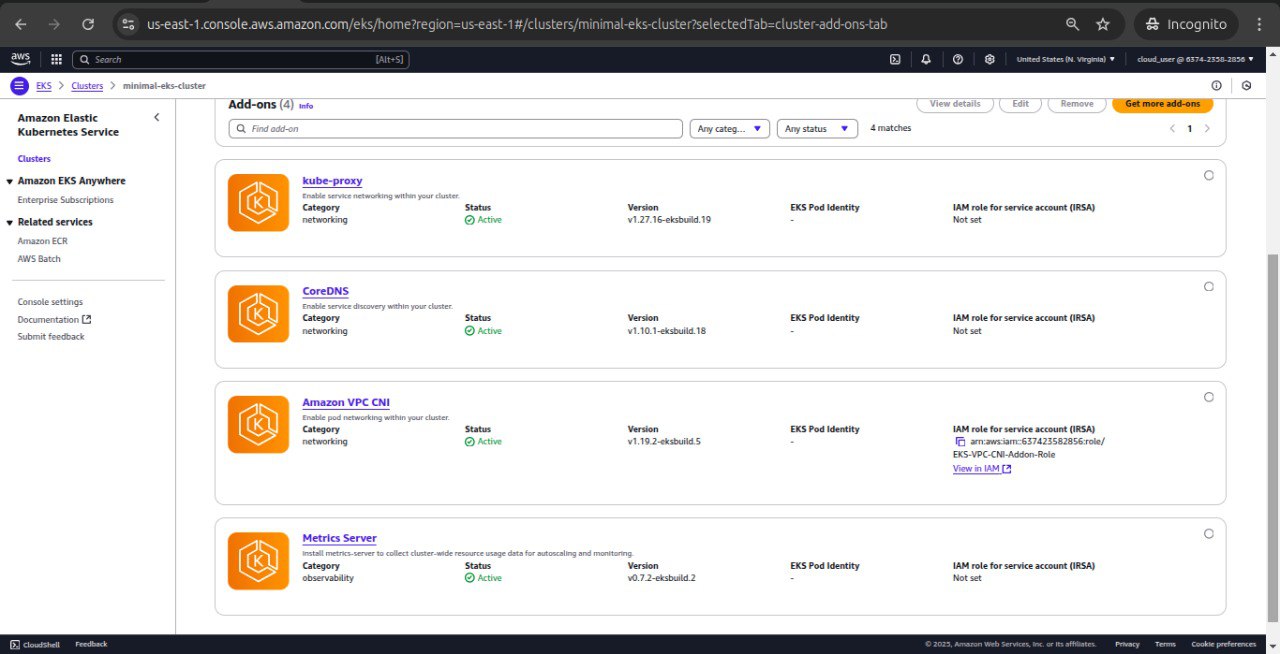 us-east-1.console.aws.amazon.com/eks/home?region=us-east-1#/clusters/minimal-eks-cluster?selectedTab=cluster-add-ons-tab
Incognito
aws
Search [Alt+S]
United States (N. Virginia)
cloud_user @ 6374-2358-2856
EKS > Clusters > minimal-eks-cluster
Amazon Elastic
Kubernetes Service
Clusters
Amazon EKS Anywhere
Enterprise Subscriptions
Related services
Amazon ECR
AWS Batch
Console settings
Documentation
Submit feedback
Add-ons (4) Info
View details
Edit
Remove
Get more add-ons
Find add-on
Any categ...
Any status
4 matches
1
kube-proxy
Enable service networking within your cluster.
Category Status Version EKS Pod Identity IAM role for service account (IRSA)
networking Active v1.27.16-eksbuild.19 - Not set
CoreDNS
Enable service discovery within your cluster.
Category Status Version EKS Pod Identity IAM role for service account (IRSA)
networking Active v1.10.1-eksbuild.18 - Not set
Amazon VPC CNI
Enable pod networking within your cluster.
Category Status Version EKS Pod Identity IAM role for service account (IRSA)
networking Active v1.19.2-eksbuild.5 - arn:aws:iam::637423582856:role/
EKS-VPC-CNI-Addon-Role
View in IAM
Metrics Server
Install metrics-server to collect cluster-wide resource usage data for autoscaling and monitoring.
Category Status Version EKS Pod Identity IAM role for service account (IRSA)
observability Active v0.7.2-eksbuild.2 - Not set
CloudShell Feedback © 2025, Amazon Web Services, Inc. or its affiliates. Privacy Terms Cookie preferences